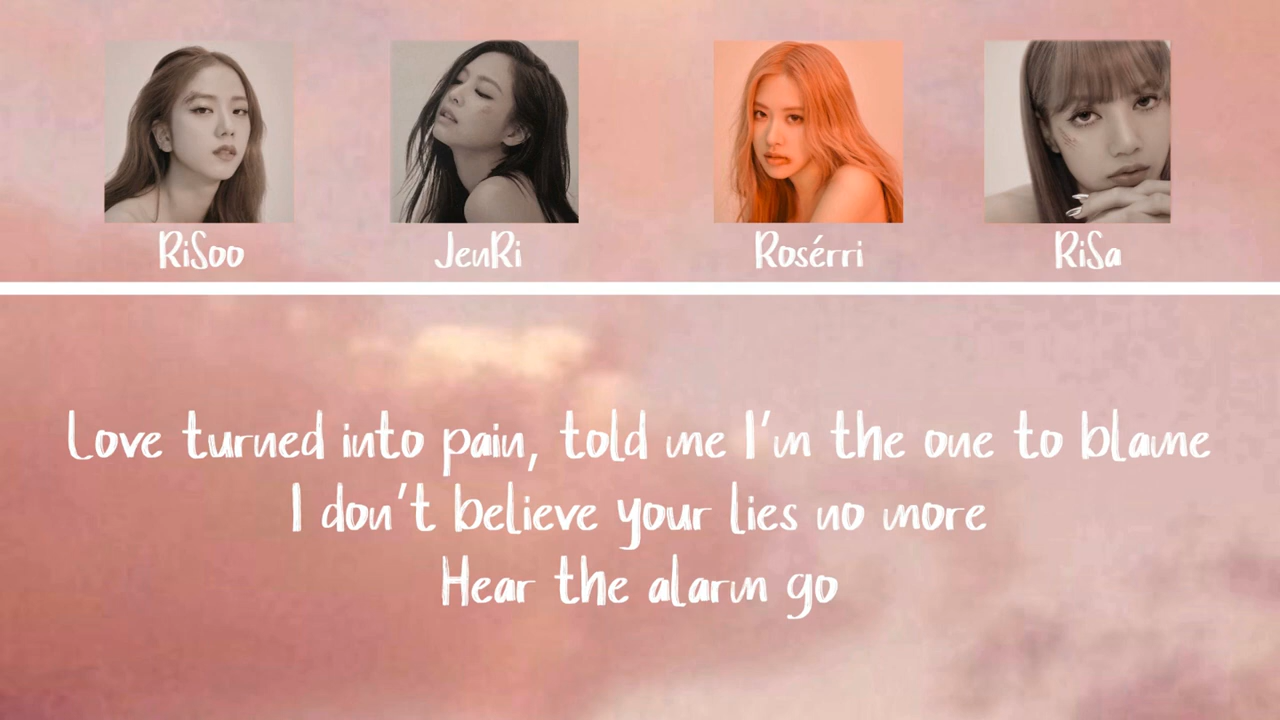 RiSoo
JenRi
Rosérri
RiSa
Love turned into pain, told me I'm the one to blame
I don't believe your lies no more
Hear the alarm go